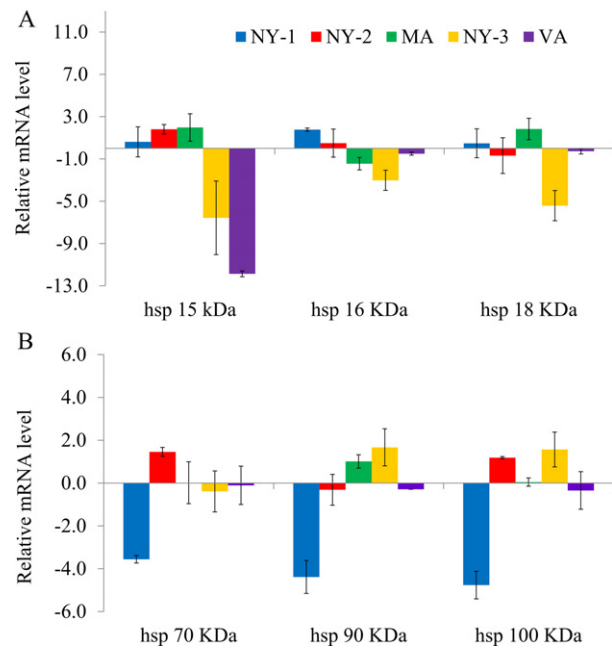 A
NY-1 NY-2 MA NY-3 VA
Relative mRNA level
11.0
7.0
3.0
-1.0
-5.0
-9.0
-13.0
hsp 15 kDa hsp 16 KDa hsp 18 KDa
B
Relative mRNA level
6.0
4.0
2.0
0.0
-2.0
-4.0
-6.0
hsp 70 KDa hsp 90 KDa hsp 100 KDa